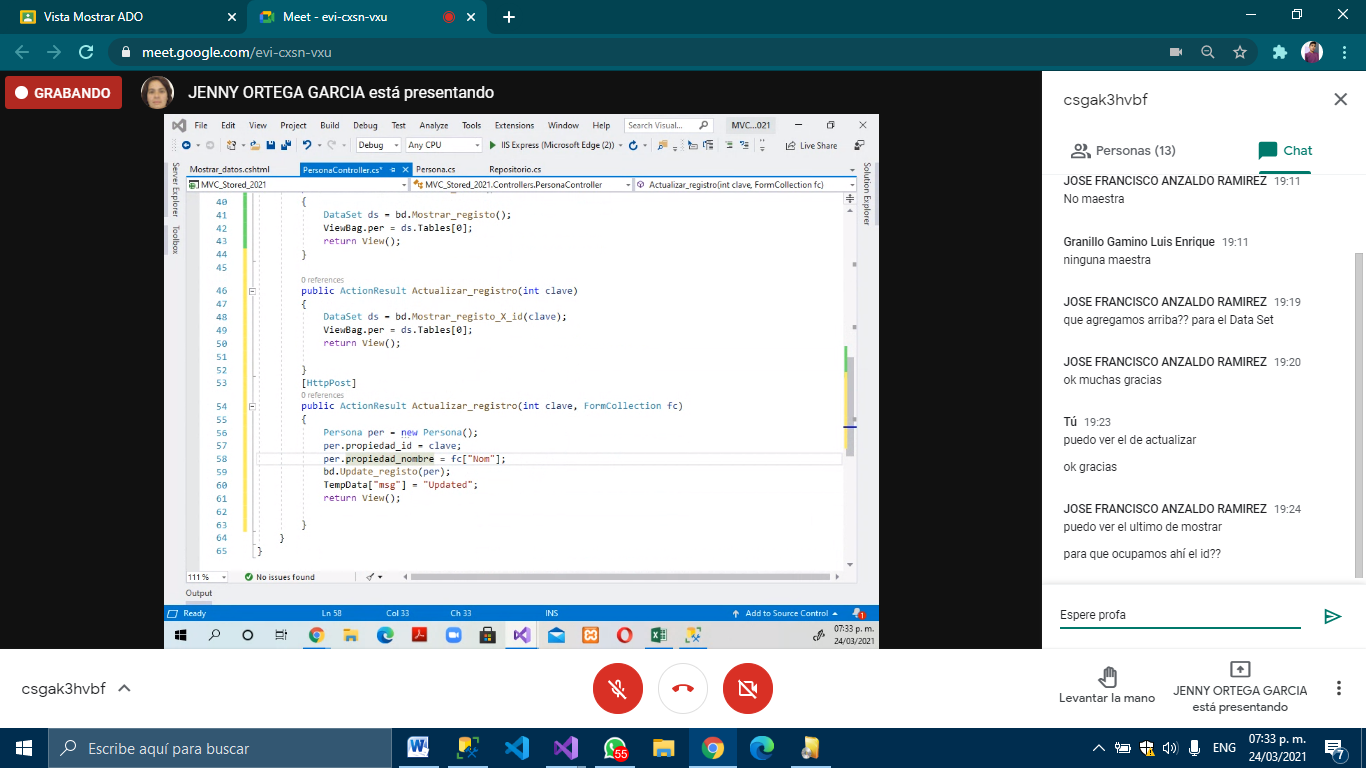 Vista Mostrar ADO
Meet - evi-cxsn-vxu
meet.google.com/evi-cxsn-vxu
GRABANDO
JENNY ORTEGA GARCIA está presentando
File Edit View Project Build Debug Test Analyze Tools Extensions Window Help Search Visual... MVC...021
Debug Any CPU IIS Express (Microsoft Edge (2)) Live Share
Server Explorer
Toolbox
Solution Explorer
Mostrar_datos.cshtml PersonaController.cs* Persona.cs Repositorio.cs
MVC_Stored_2021 MVC_Stored_2021.Controllers.PersonaController Actualizar_registro(int clave, FormCollection fc)
40 {
41 DataSet ds = bd.Mostrar_registo();
42 ViewBag.per = ds.Tables[0];
43 return View();
44 }
45
0 references
46 public ActionResult Actualizar_registro(int clave)
47 {
48 DataSet ds = bd.Mostrar_registo_X_id(clave);
49 ViewBag.per = ds.Tables[0];
50 return View();
51
52 }
53 [HttpPost]
0 references
54 public ActionResult Actualizar_registro(int clave, FormCollection fc)
55 {
56 Persona per = new Persona();
57 per.propiedad_id = clave;
58 per.propiedad_nombre = fc["Nom"];
59 bd.Update_registo(per);
60 TempData["msg"] = "Updated";
61 return View();
62
63 }
64 }
65 }
111 % No issues found
Output
Ready Ln 58 Col 33 Ch 33 INS Add to Source Control 1
07:33 p. m.
24/03/2021
csgak3hvbf
Personas (13) Chat
JOSE FRANCISCO ANZALDO RAMIREZ 19:11
No maestra
Granillo Gamino Luis Enrique 19:11
ninguna maestra
JOSE FRANCISCO ANZALDO RAMIREZ 19:19
que agregamos arriba?? para el Data Set
JOSE FRANCISCO ANZALDO RAMIREZ 19:20
ok muchas gracias
Tú 19:23
puedo ver el de actualizar
ok gracias
JOSE FRANCISCO ANZALDO RAMIREZ 19:24
puedo ver el ultimo de mostrar
para que ocupamos ahí el id??
Espere profa
csgak3hvbf
Levantar la mano
JENNY ORTEGA GARCIA
está presentando
Escribe aquí para buscar
55
ENG
07:33 p. m.
24/03/2021
7